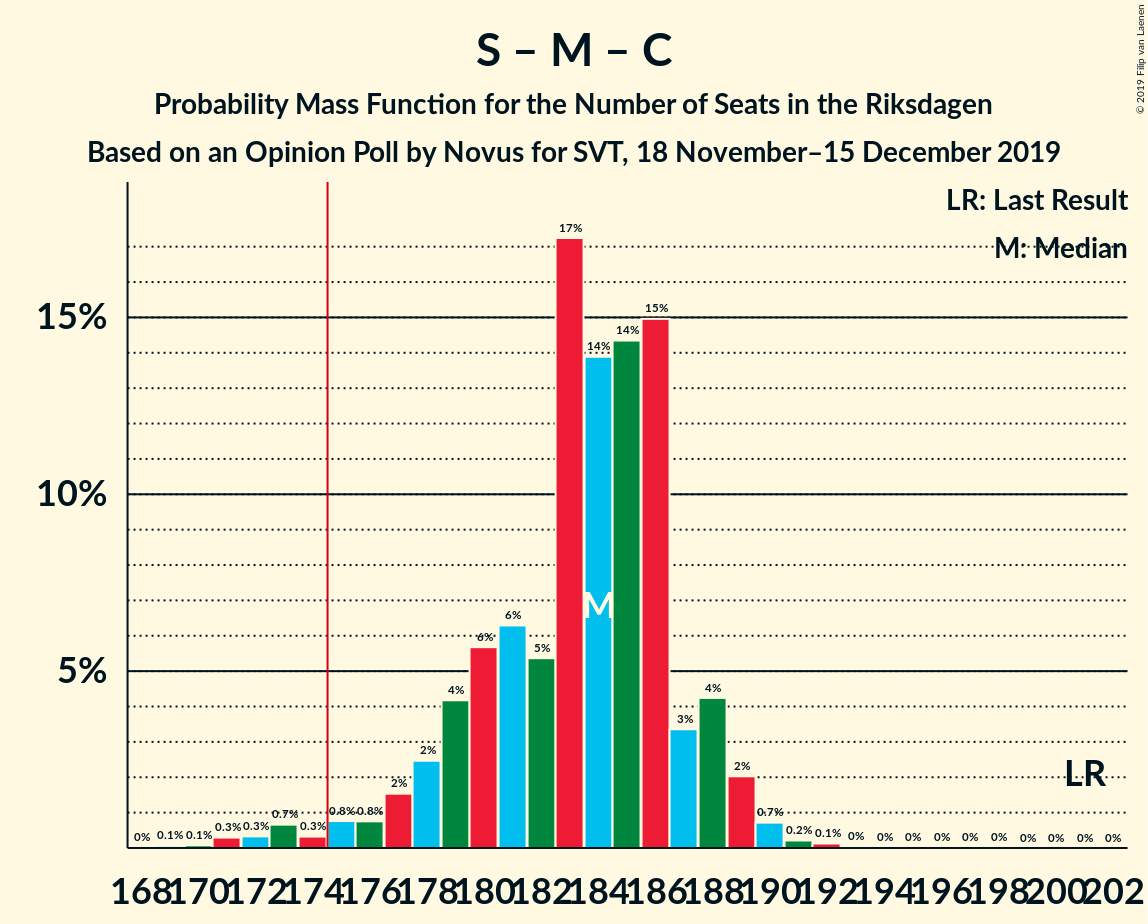 S – M – C
Probability Mass Function for the Number of Seats in the Riksdagen
Based on an Opinion Poll by Novus for SVT, 18 November–15 December 2019
© 2019 Filip van Laenen
LR: Last Result
M: Median
17%
15% 15%
14% 14%
10%
M
6% 6% 5%
5% 4% 4%
3%
2% 2% 2%
LR
0% 0.1% 0.1% 0.3% 0.3% 0.7% 0.3% 0.8% 0.8% 0.7% 0.2% 0.1% 0% 0% 0% 0% 0% 0% 0% 0% 0% 0%
168 170 172 174 176 178 180 182 184 186 188 190 192 194 196 198 200 202